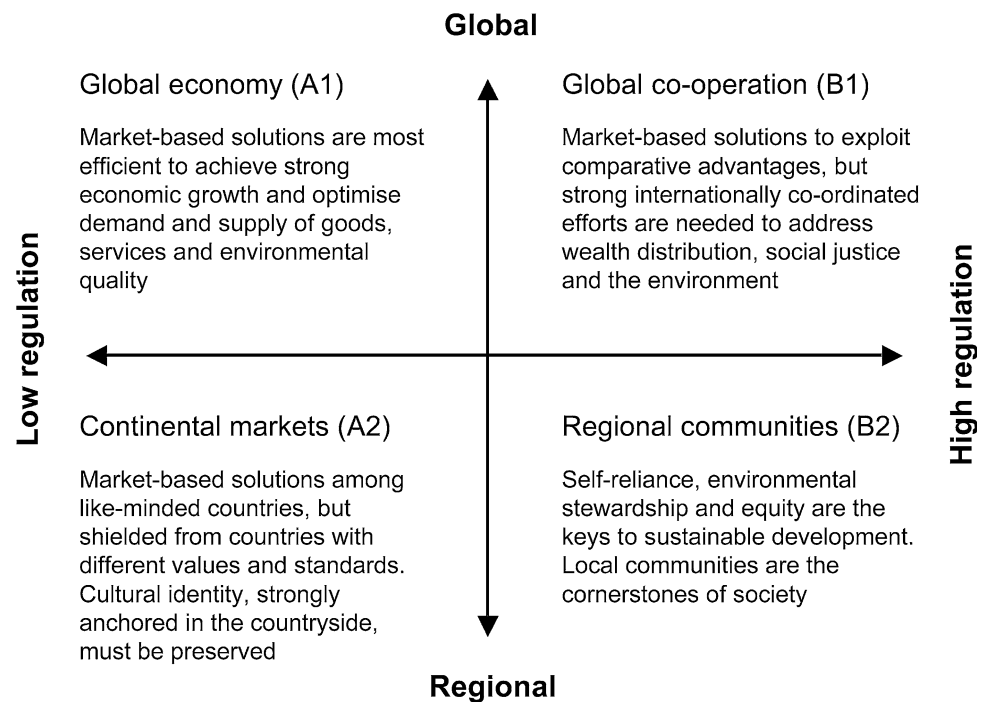 Global
Global economy (A1)
Market-based solutions are most
efficient to achieve strong
economic growth and optimise
demand and supply of goods,
services and environmental
quality
Global co-operation (B1)
Market-based solutions to exploit
comparative advantages, but
strong internationally co-ordinated
efforts are needed to address
wealth distribution, social justice
and the environment
Low regulation
High regulation
Continental markets (A2)
Market-based solutions among
like-minded countries, but
shielded from countries with
different values and standards.
Cultural identity, strongly
anchored in the countryside,
must be preserved
Regional communities (B2)
Self-reliance, environmental
stewardship and equity are the
keys to sustainable development.
Local communities are the
cornerstones of society
Regional